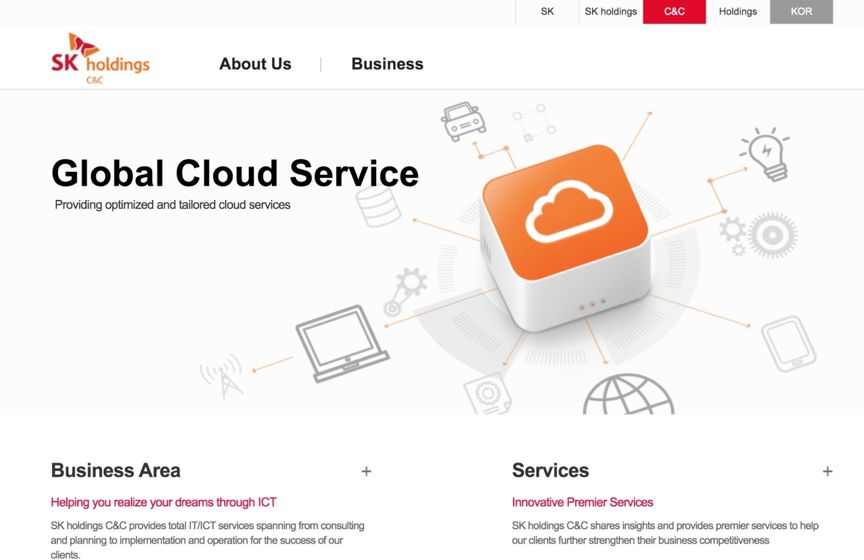 SK
SK holdings
C&C
Holdings
KOR
SK holdings
C&C
About Us
Business
Global Cloud Service
Providing optimized and tailored cloud services
Business Area
+
Helping you realize your dreams through ICT
SK holdings C&C provides total IT/ICT services spanning from consulting
and planning to implementation and operation for the success of our
clients.
Services
+
Innovative Premier Services
SK holdings C&C shares insights and provides premier services to help
our clients further strengthen their business competitiveness